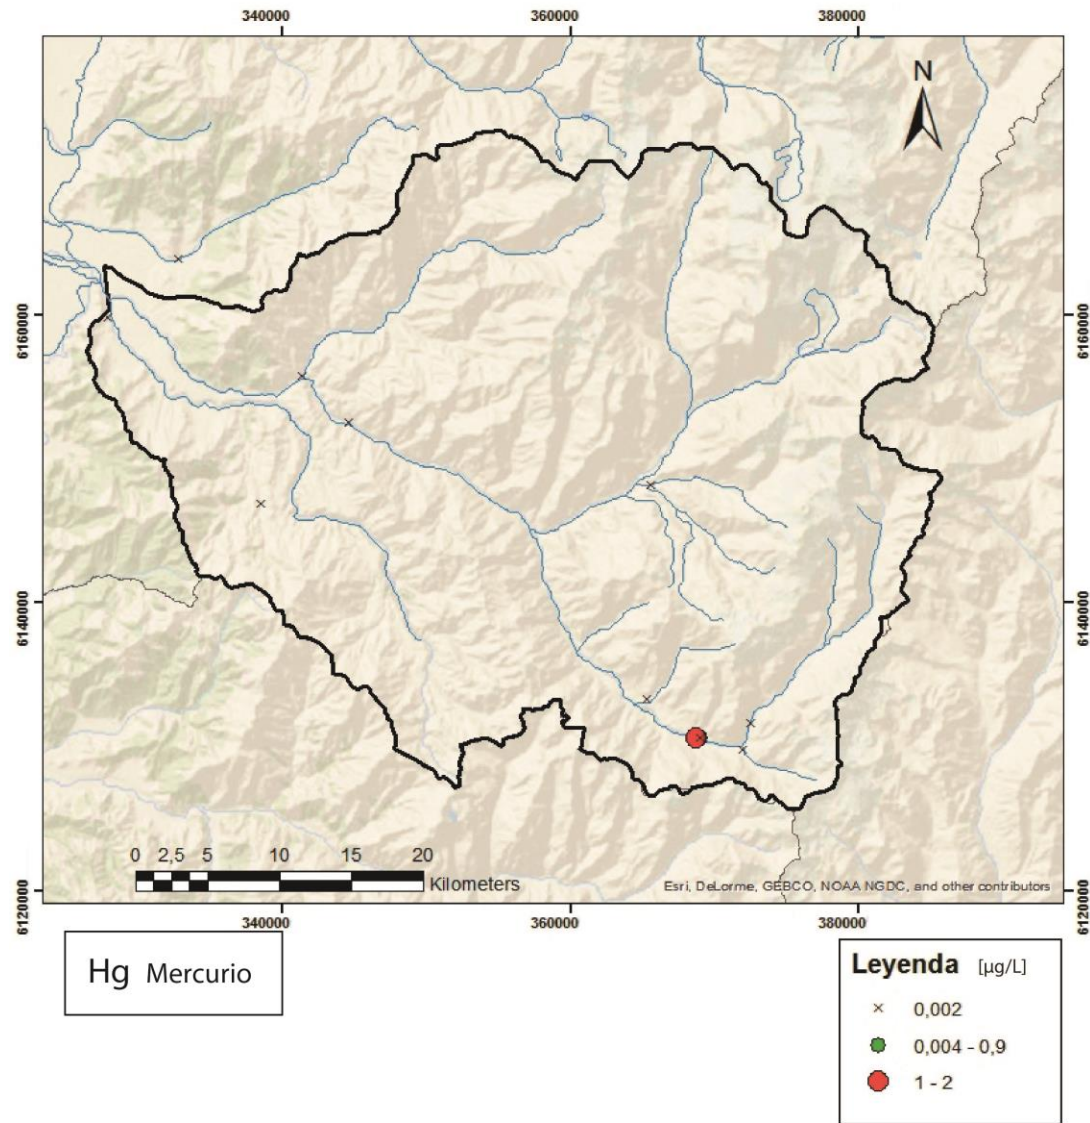 340000 360000 380000
N
6160000 6160000
6140000 6140000
6120000 6120000
0 2,5 5 10 15 20
Kilometers
Esri, DeLorme, GEBCO, NOAA NGDC, and other contributors
340000 360000 380000
Hg Mercurio
Leyenda [µg/L]
0,002
0,004 - 0,9
1 - 2